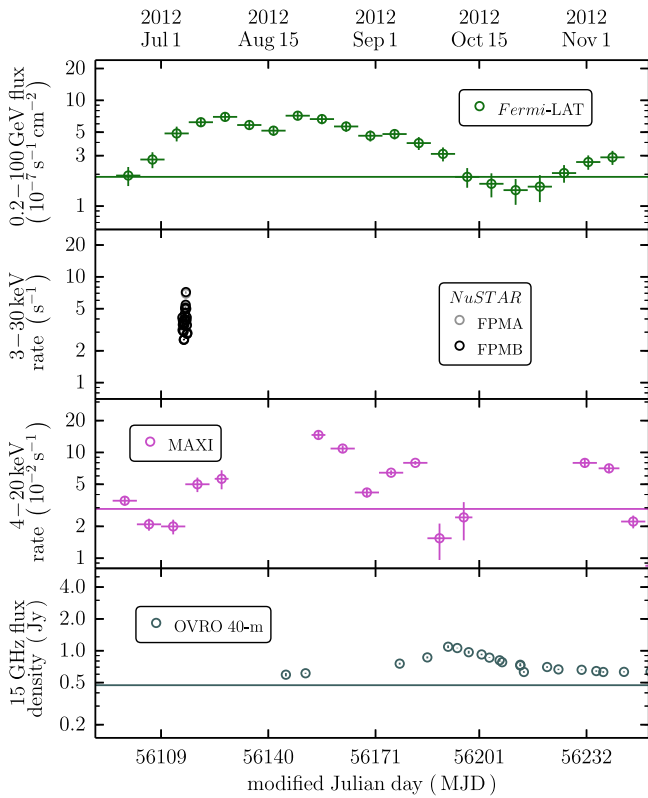 2012 2012 2012 2012 2012
Jul 1 Aug 15 Sep 1 Oct 15 Nov 1
0.2−100 GeV flux
(10⁻⁷ s⁻¹ cm⁻²)
20
10
5
3
1
Fermi-LAT
3−30 keV
rate (s⁻¹)
20
10
5
2
1
NuSTAR
FPMA
FPMB
4−20 keV
rate (10⁻² s⁻¹)
20
10
5
2
1
MAXI
15 GHz flux
density (Jy)
4.0
2.0
1.0
0.5
0.2
OVRO 40-m
56109 56140 56171 56201 56232
modified Julian day (MJD)